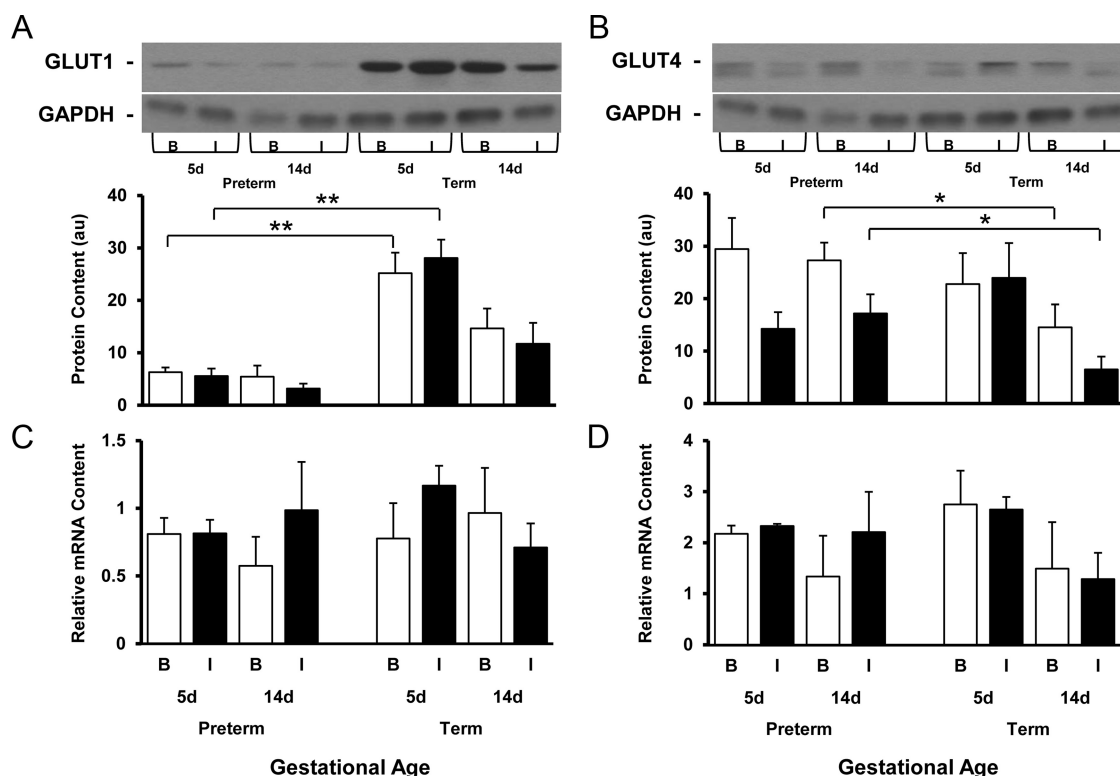 A
GLUT1 -
GAPDH -
B I B I B I B I
5d 14d 5d 14d
Preterm Term
Protein Content (au)
40
30
20
10
0
** **
B
GLUT4 -
GAPDH -
B I B I B I B I
5d 14d 5d 14d
Preterm Term
Protein Content (au)
40
30
20
10
0
* *
C
Relative mRNA Content
1.5
1
0.5
0
B I B I B I B I
5d 14d 5d 14d
Preterm Term
Gestational Age
D
Relative mRNA Content
4
3
2
1
0
B I B I B I B I
5d 14d 5d 14d
Preterm Term
Gestational Age